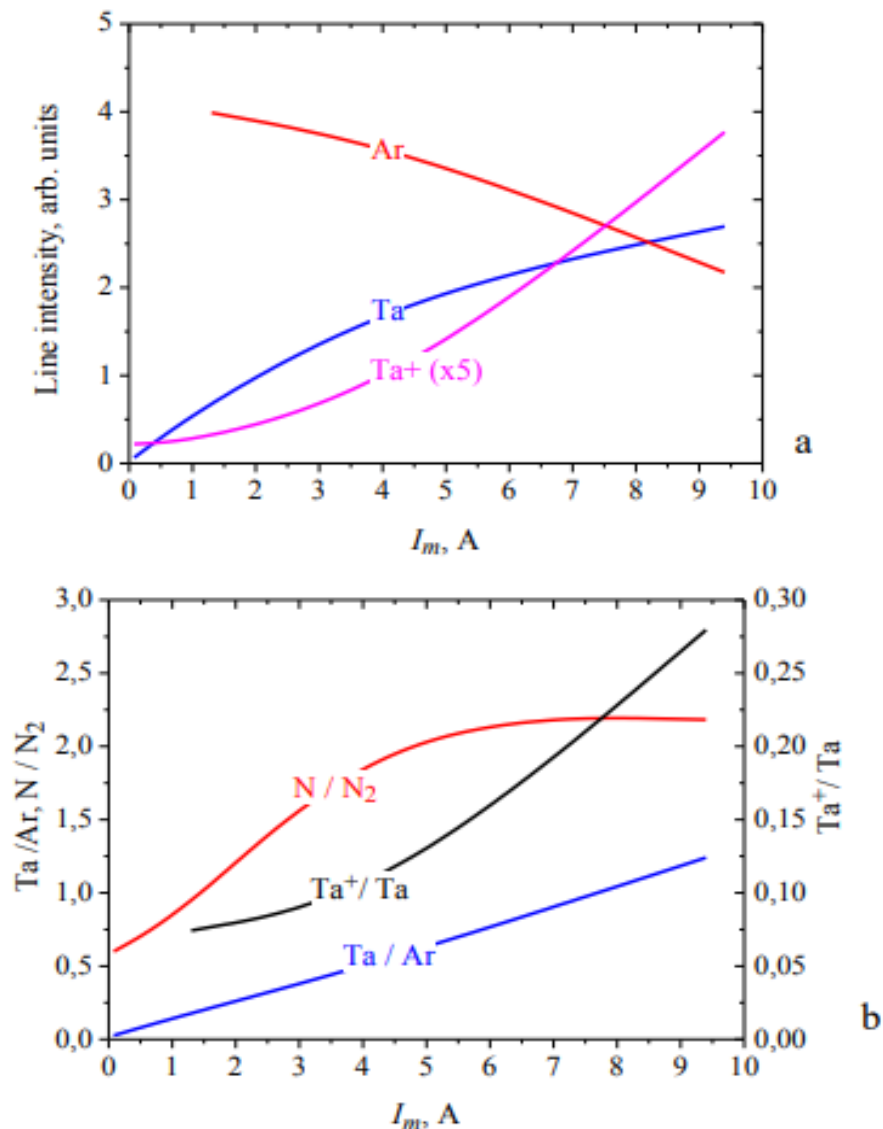 5
4
3
2
1
0
Line intensity, arb. units
Ar
Ta
Ta+ (x5)
0 1 2 3 4 5 6 7 8 9 10
I_m, A
a
3,0
2,5
2,0
1,5
1,0
0,5
0,0
Ta /Ar, N / N₂
0,30
0,25
0,20
0,15
0,10
0,05
0,00
Ta⁺/ Ta
N / N₂
Ta⁺/ Ta
Ta / Ar
0 1 2 3 4 5 6 7 8 9 10
I_m, A
b